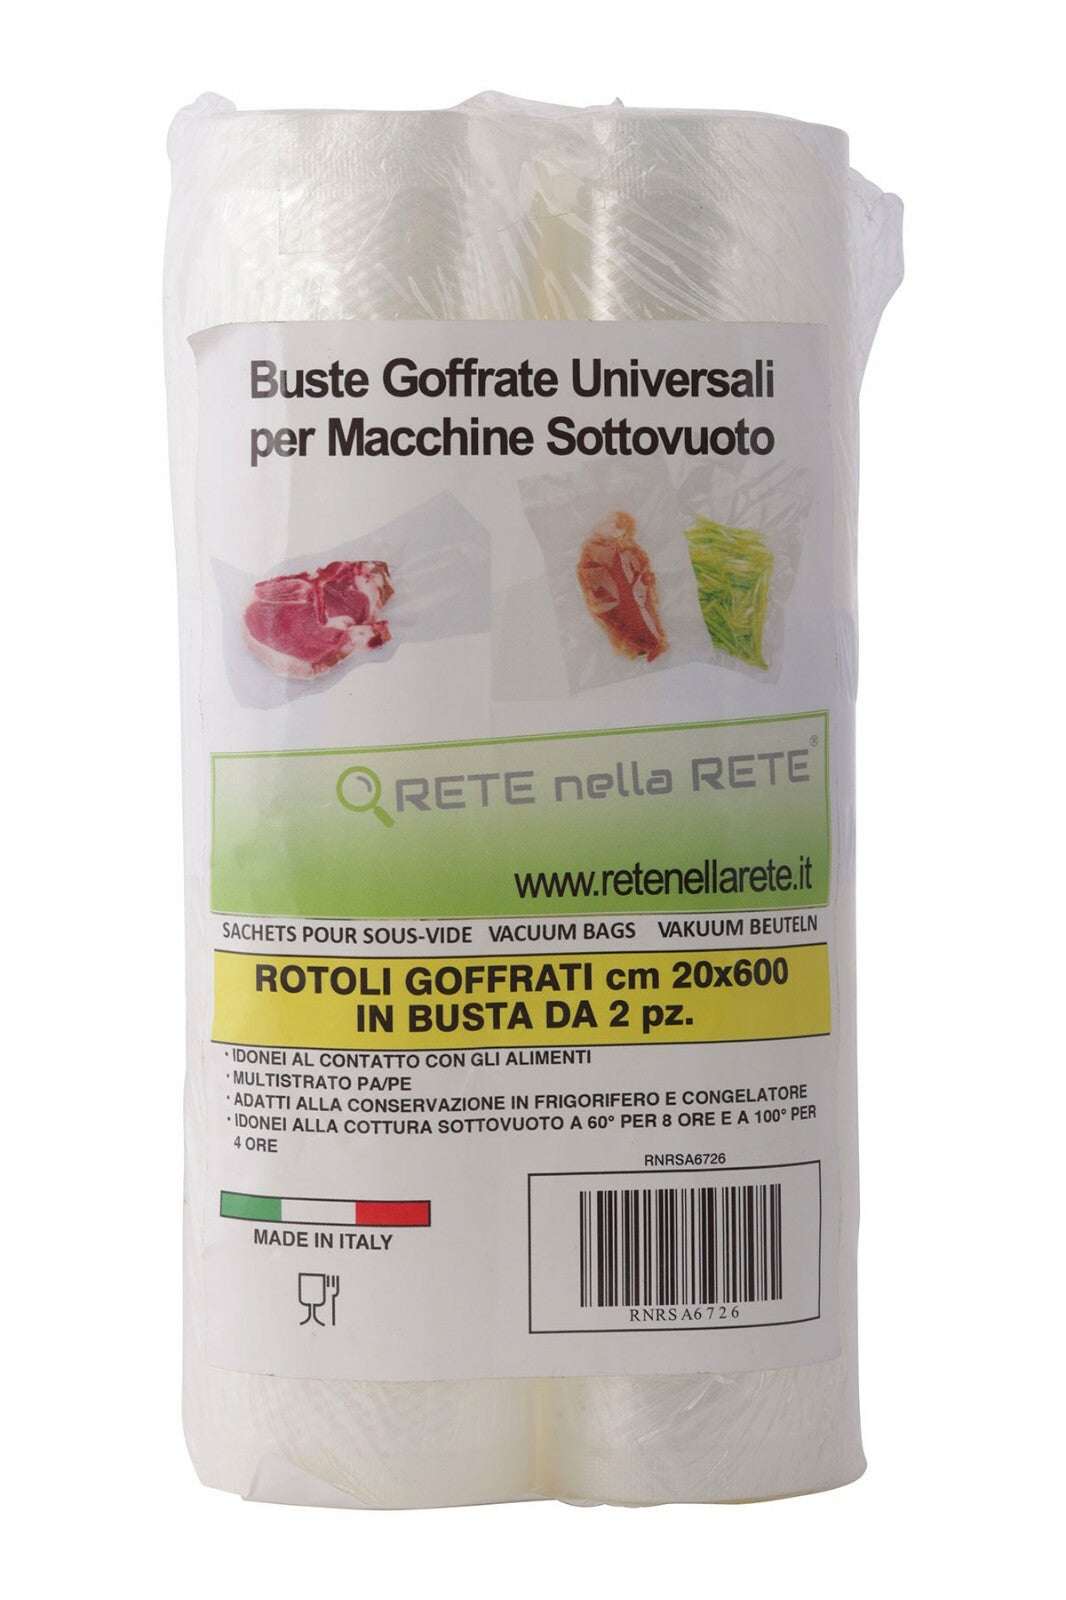 Buste Goffrate Universali
per Macchine Sottovuoto
RETE nella RETE®
www.retenellarete.it
SACHETS POUR SOUS-VIDE VACUUM BAGS VAKUUM BEUTELN
ROTOLI GOFFRATI cm 20x600
IN BUSTA DA 2 pz.
· IDONEI AL CONTATTO CON GLI ALIMENTI
· MULTISTRATO PA/PE
· ADATTI ALLA CONSERVAZIONE IN FRIGORIFERO E CONGELATORE
· IDONEI ALLA COTTURA SOTTOVUOTO A 60° PER 8 ORE E A 100° PER
4 ORE
RNRSA6726
MADE IN ITALY
RNRSA6726